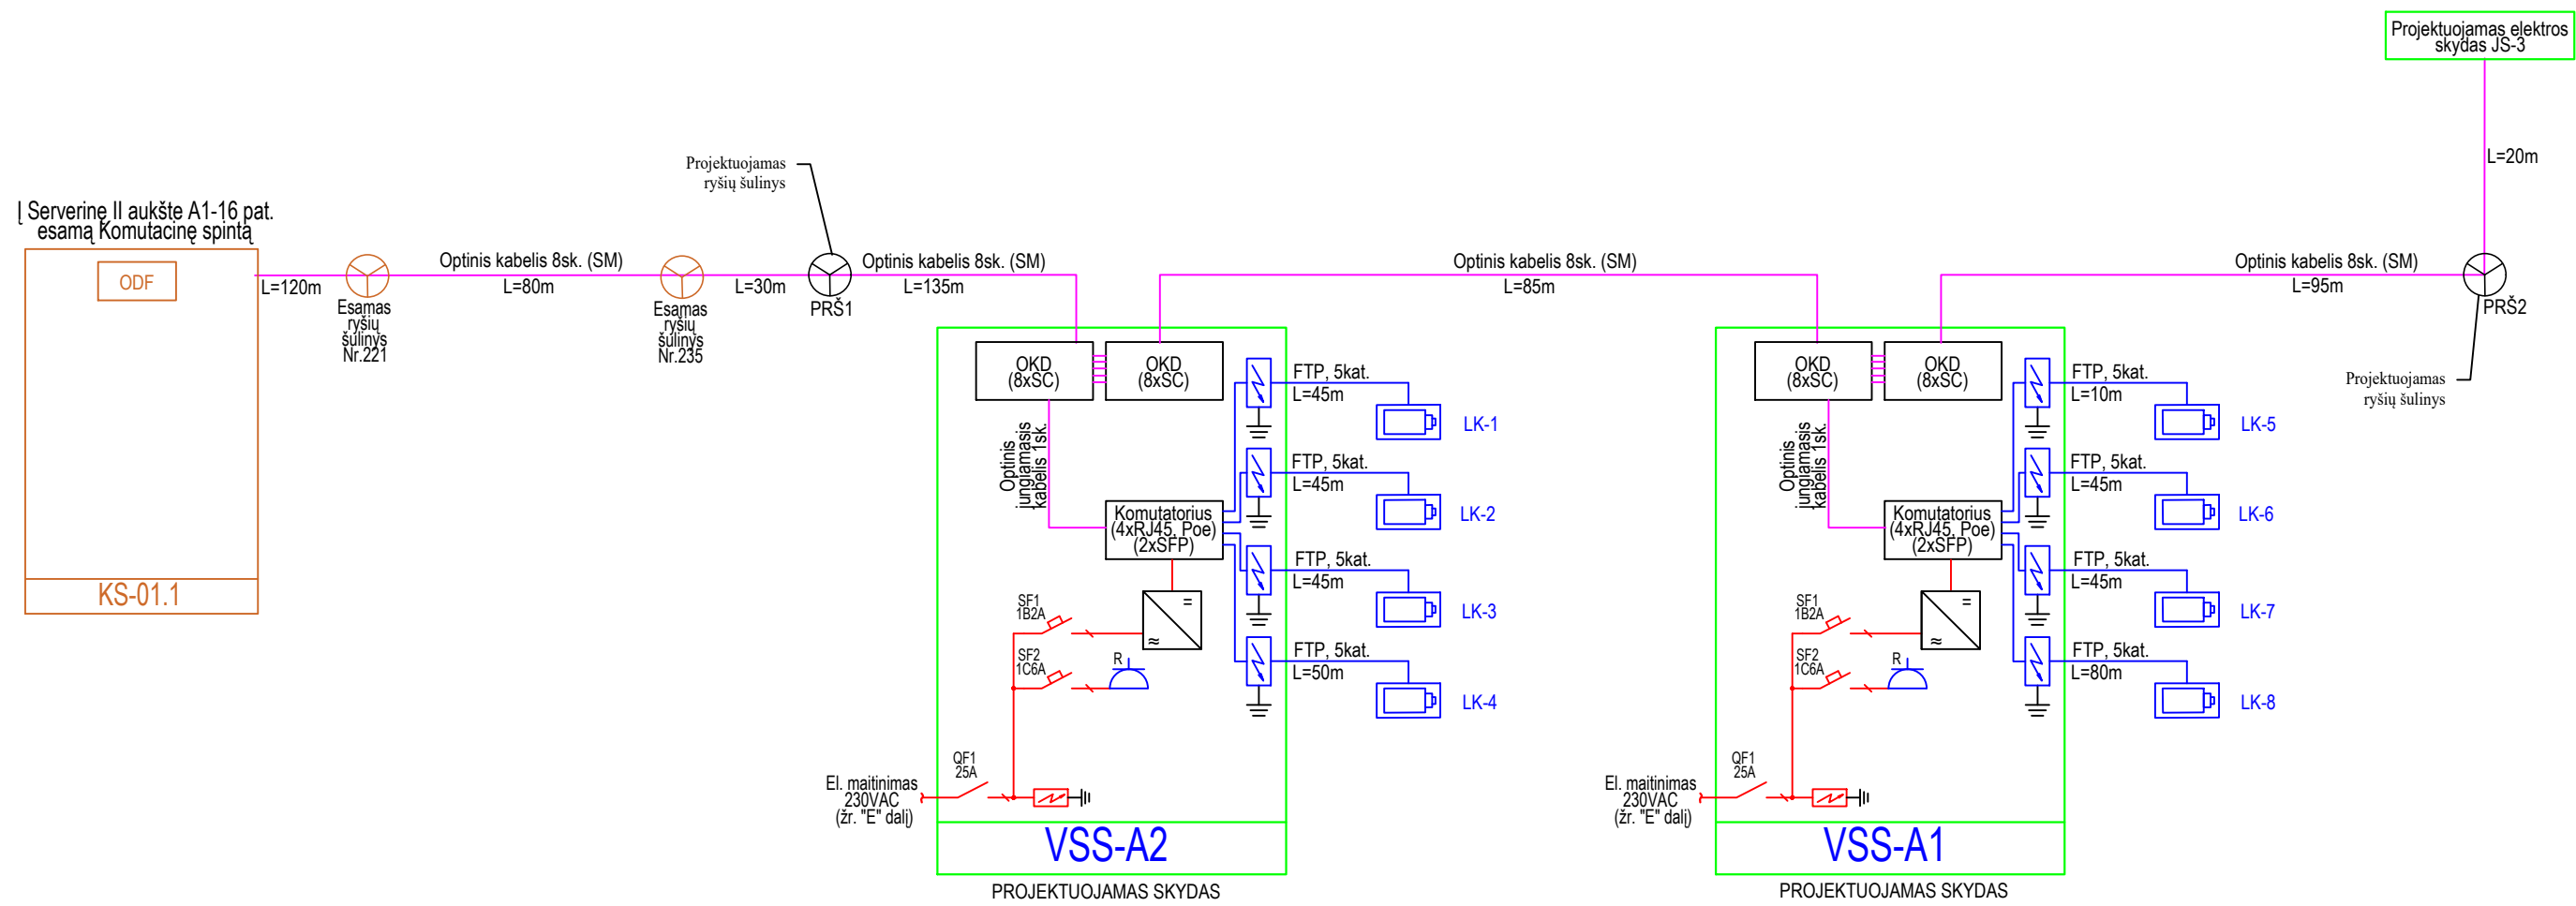 Projektuojamas elektros
skydas JS-3
L=20m
Projektuojamas
ryšių šulinys
Į Serverinę II aukšte A1-16 pat.
esamą Komutacinę spintą
ODF
KS-01.1
L=120m
Esamas
ryšių
šulinys
Nr.221
Optinis kabelis 8sk. (SM)
L=80m
Esamas
ryšių
šulinys
Nr.235
L=30m
PRŠ1
Optinis kabelis 8sk. (SM)
L=135m
Optinis kabelis 8sk. (SM)
L=85m
Optinis kabelis 8sk. (SM)
L=95m
PRŠ2
Projektuojamas
ryšių šulinys
OKD
(8xSC)
OKD
(8xSC)
Optinis
jungiamasis
kabelis 1sk.
Komutatorius
(4xRJ45, Poe)
(2xSFP)
FTP, 5kat.
L=45m
LK-1
FTP, 5kat.
L=45m
LK-2
FTP, 5kat.
L=45m
LK-3
FTP, 5kat.
L=50m
LK-4
SF1
1B2A
=
≈
SF2
1C6A
R
QF1
25A
El. maitinimas
230VAC
(žr. "E" dalį)
VSS-A2
PROJEKTUOJAMAS SKYDAS
OKD
(8xSC)
OKD
(8xSC)
Optinis
jungiamasis
kabelis 1sk.
Komutatorius
(4xRJ45, Poe)
(2xSFP)
FTP, 5kat.
L=10m
LK-5
FTP, 5kat.
L=45m
LK-6
FTP, 5kat.
L=45m
LK-7
FTP, 5kat.
L=80m
LK-8
SF1
1B2A
=
≈
SF2
1C6A
R
QF1
25A
El. maitinimas
230VAC
(žr. "E" dalį)
VSS-A1
PROJEKTUOJAMAS SKYDAS